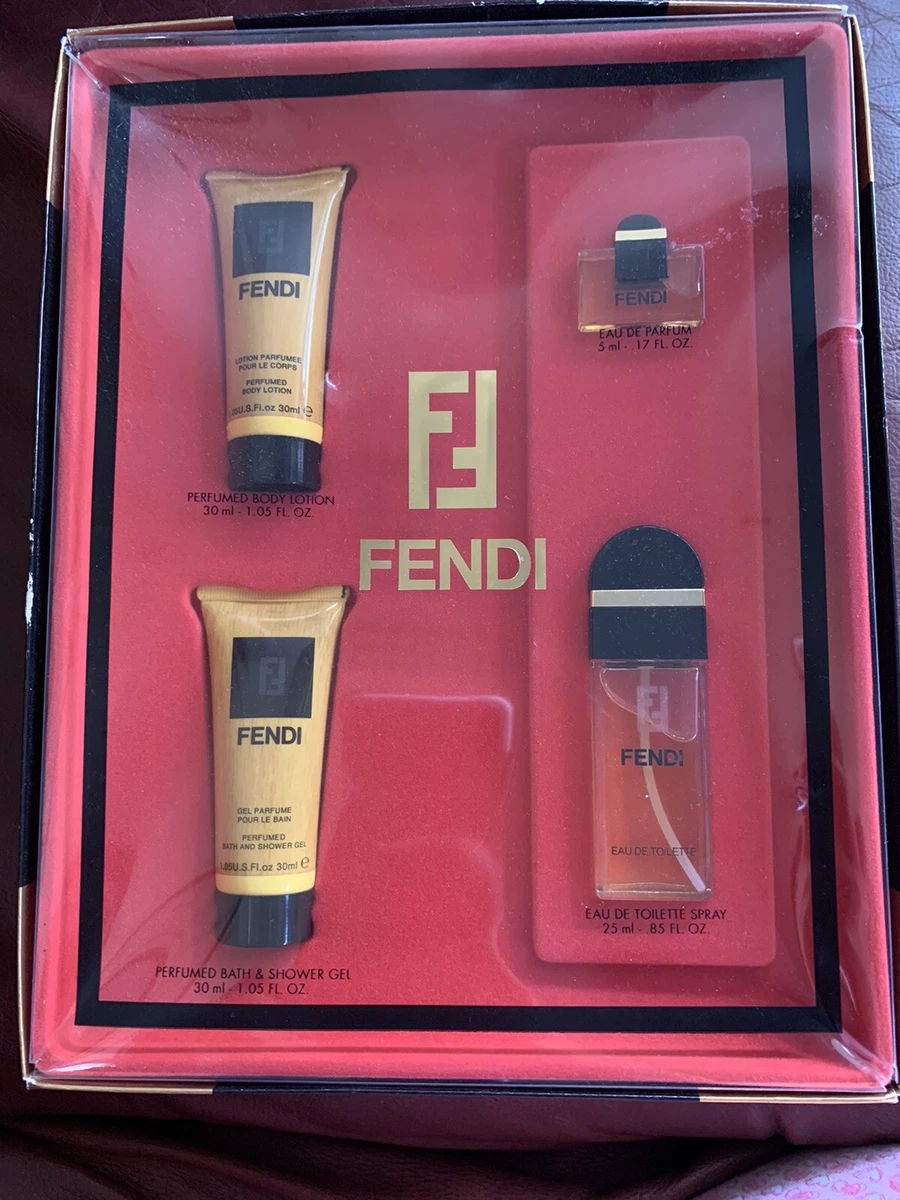 FENDI
LOTION PARFUMEE
POUR LE CORPS
PERFUMED
BODY LOTION
U.S.Fl.oz 30ml e
PERFUMED BODY LOTION
30 ml - 1.05 FL. OZ.
FENDI
EAU DE PARFUM
5 ml - .17 FL. OZ.
FENDI
FENDI
GEL PARFUME
POUR LE BAIN
PERFUMED
BATH AND SHOWER GEL
1.05U.S.Fl.oz 30ml e
PERFUMED BATH & SHOWER GEL
30 ml - 1.05 FL. OZ.
FENDI
EAU DE TOILETTE
EAU DE TOILETTE SPRAY
25 ml - .85 FL. OZ.